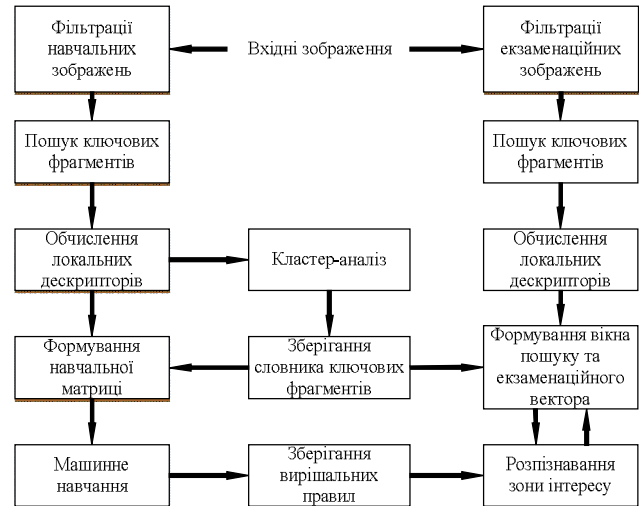 Фільтрації
навчальних
зображень
Вхідні зображення
Фільтрації
екзаменаційних
зображень
Пошук ключових
фрагментів
Пошук ключових
фрагментів
Обчислення
локальних
дескрипторів
Кластер-аналіз
Обчислення
локальних
дескрипторів
Формування
навчальної
матриці
Зберігання
словника ключових
фрагментів
Формування вікна
пошуку та
екзаменаційного
вектора
Машинне
навчання
Зберігання
вирішальних
правил
Розпізнавання
зони інтересу